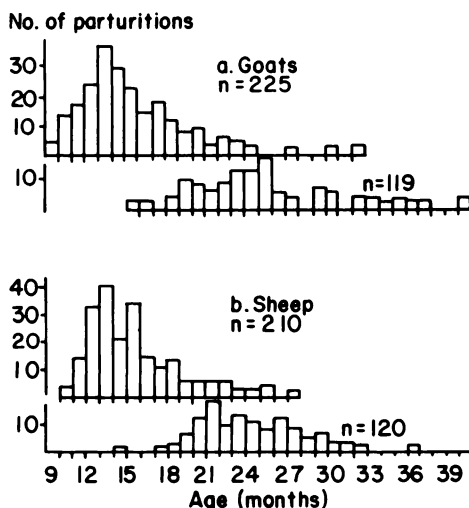 No. of parturitions
30
20
10
a. Goats
n=225
10
n=119
40
30
20
10
b. Sheep
n=210
10
n=120
9 12 15 18 21 24 27 30 33 36 39
Age (months)